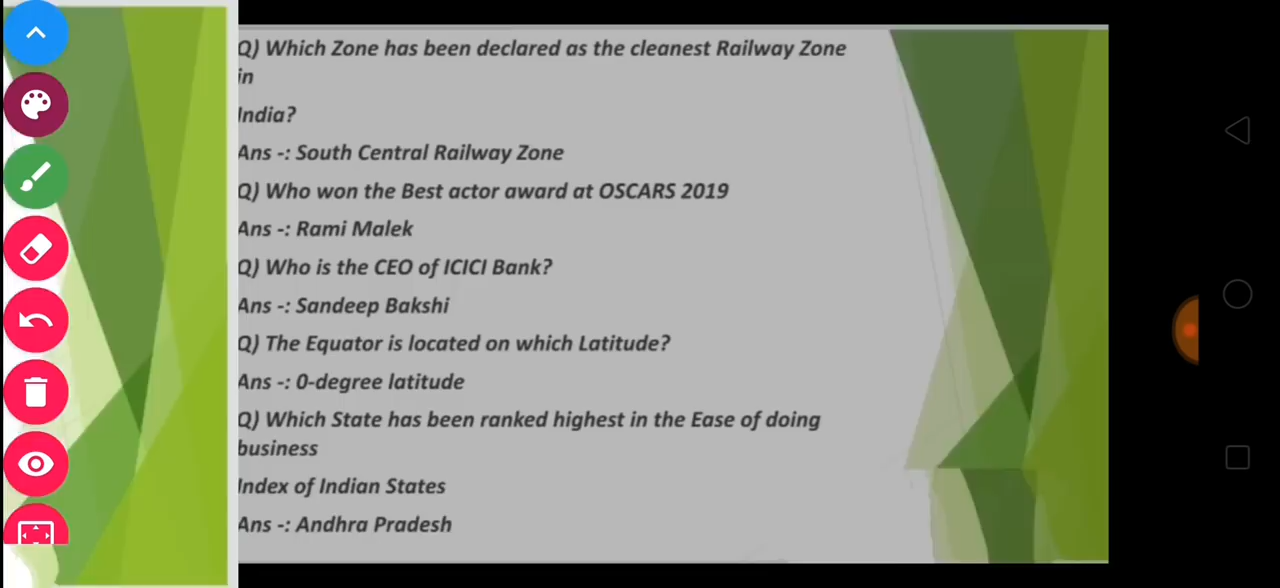 Q) Which Zone has been declared as the cleanest Railway Zone
in
India?
Ans -: South Central Railway Zone
Q) Who won the Best actor award at OSCARS 2019
Ans -: Rami Malek
Q) Who is the CEO of ICICI Bank?
Ans -: Sandeep Bakshi
Q) The Equator is located on which Latitude?
Ans -: 0-degree latitude
Q) Which State has been ranked highest in the Ease of doing
business
Index of Indian States
Ans -: Andhra Pradesh